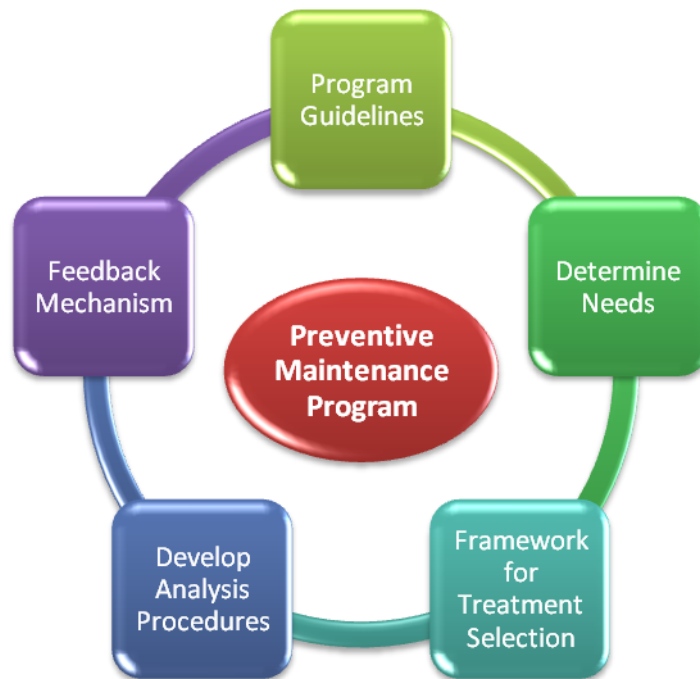 Program
Guidelines
Feedback
Mechanism
Determine
Needs
Preventive
Maintenance
Program
Develop
Analysis
Procedures
Framework
for
Treatment
Selection